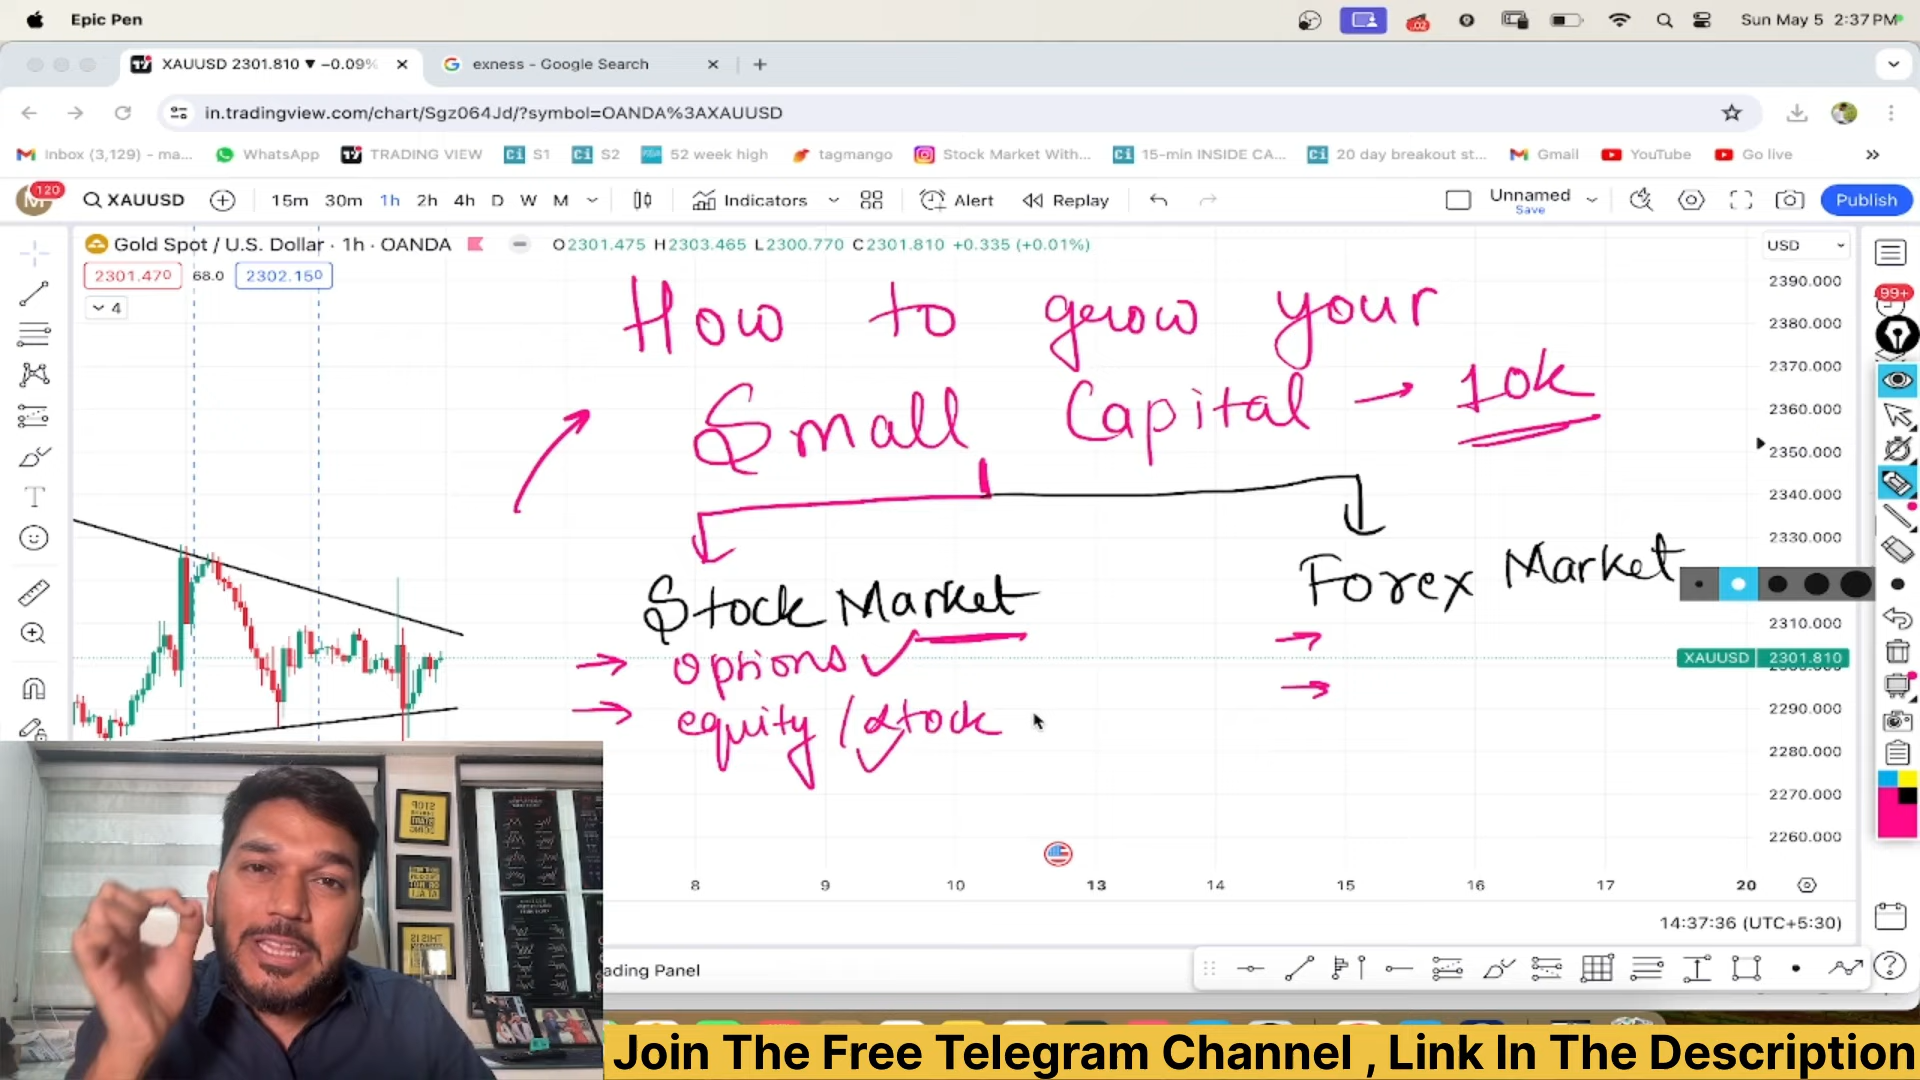 Epic Pen
Sun May 5 2:37 PM
XAUUSD 2301.810 ▼ −0.09%
exness - Google Search
in.tradingview.com/chart/Sgz064Jd/?symbol=OANDA%3AXAUUSD
Inbox (3,129) - ma... WhatsApp TRADING VIEW Ci S1 Ci S2 52 week high tagmango Stock Market With... Ci 15-min INSIDE CA... Ci 20 day breakout st... Gmail YouTube Go live
120
M XAUUSD 15m 30m 1h 2h 4h D W M Indicators Alert Replay Unnamed Publish
Save
Gold Spot / U.S. Dollar · 1h · OANDA O2301.475 H2303.465 L2300.770 C2301.810 +0.335 (+0.01%) USD
2301.470 68.0 2302.150
4
99+
How to grow your
Small Capital → 10k
Stock Market
Forex Market
→ options ✓
→ equity / stock
2390.000
2380.000
2370.000
2360.000
2350.000
2340.000
2330.000
2310.000
XAUUSD 2301.810
2290.000
2280.000
2270.000
2260.000
8 9 10 13 14 15 16 17 20
14:37:36 (UTC+5:30)
ading Panel
Join The Free Telegram Channel , Link In The Description